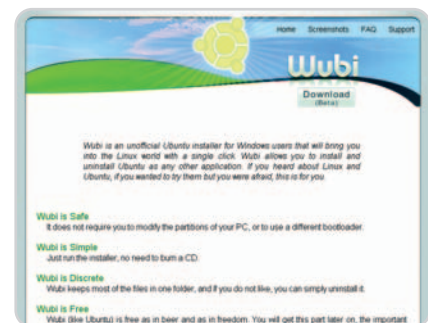 Home Screenshots FAQ Support
Wubi
Download
(Beta)
Wubi is an unofficial Ubuntu installer for Windows users that will bring you
into the Linux world with a single click. Wubi allows you to install and
uninstall Ubuntu as any other application. If you heard about Linux and
Ubuntu, if you wanted to try them but you were afraid, this is for you.
Wubi is Safe
It does not require you to modify the partitions of your PC, or to use a different bootloader.
Wubi is Simple
Just run the installer, no need to burn a CD.
Wubi is Discrete
Wubi keeps most of the files in one folder, and if you do not like, you can simply uninstall it.
Wubi is Free
Wubi (like Ubuntu) is free as in beer and as in freedom. You will get this part later on, the important